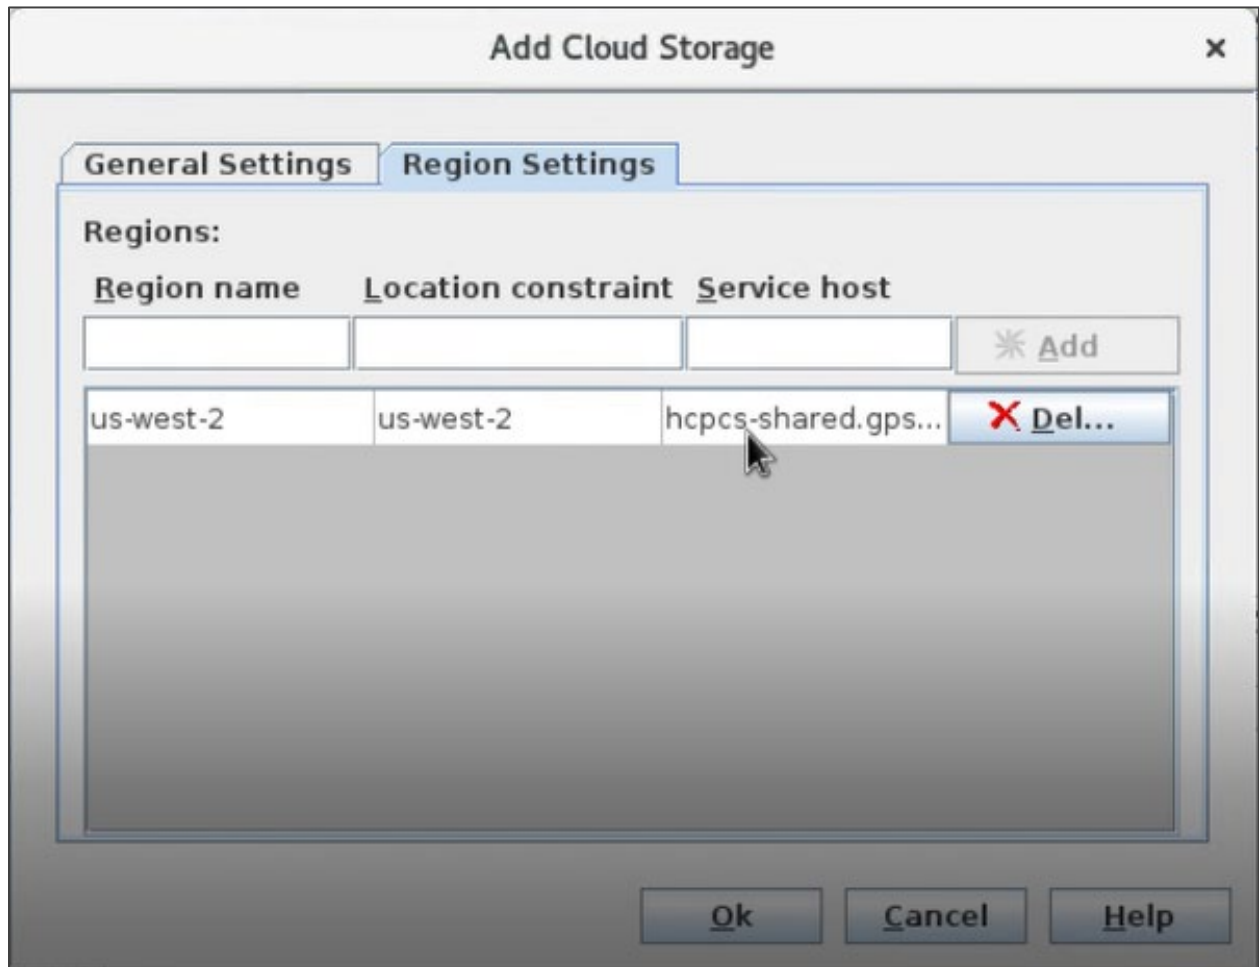 Add Cloud Storage ×
General Settings Region Settings
Regions:
Region name Location constraint Service host
Add
us-west-2 us-west-2 hcpcs-shared.gps... Del...
Ok Cancel Help